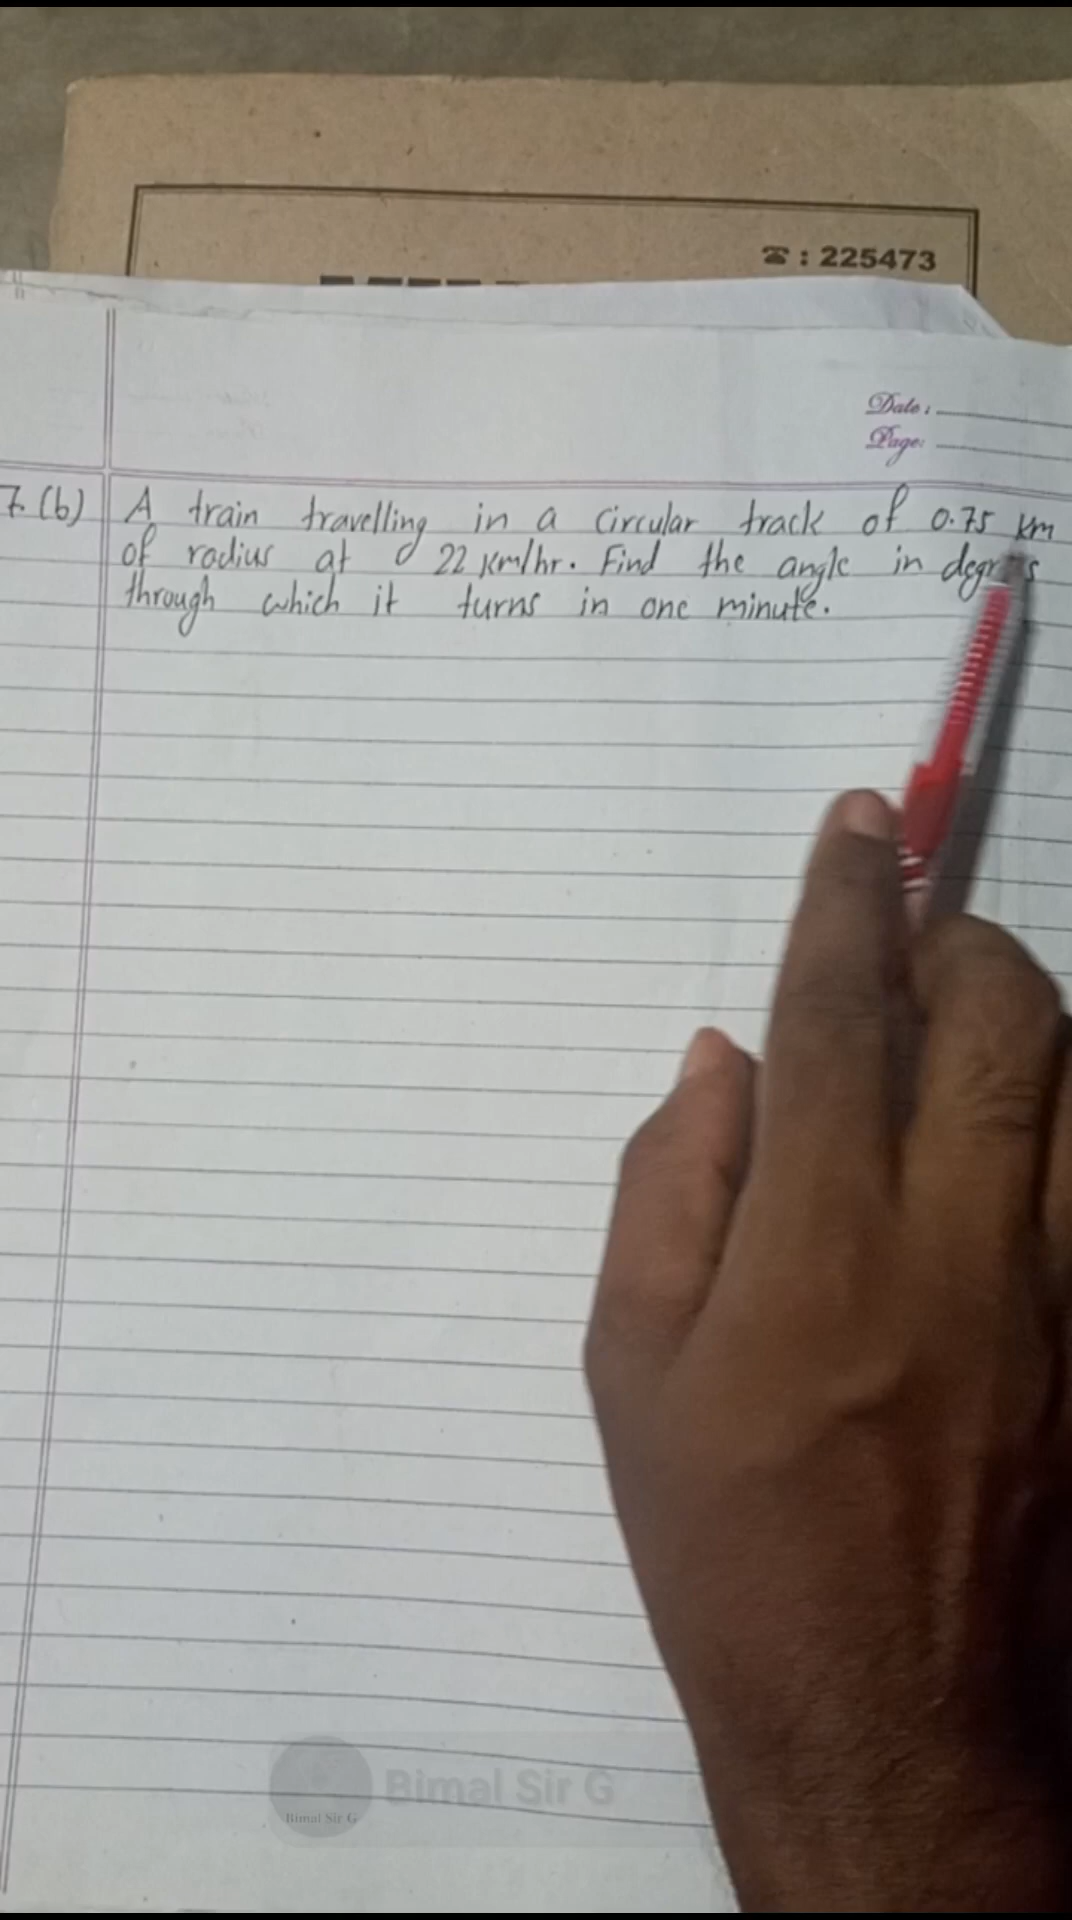 ☎ : 225473
Date:
Page:
7. (b) A train travelling in a circular track of 0.75 km
of radius at 22 km/hr. Find the angle in degrees
through which it turns in one minute.
Bimal Sir G
Bimal Sir G